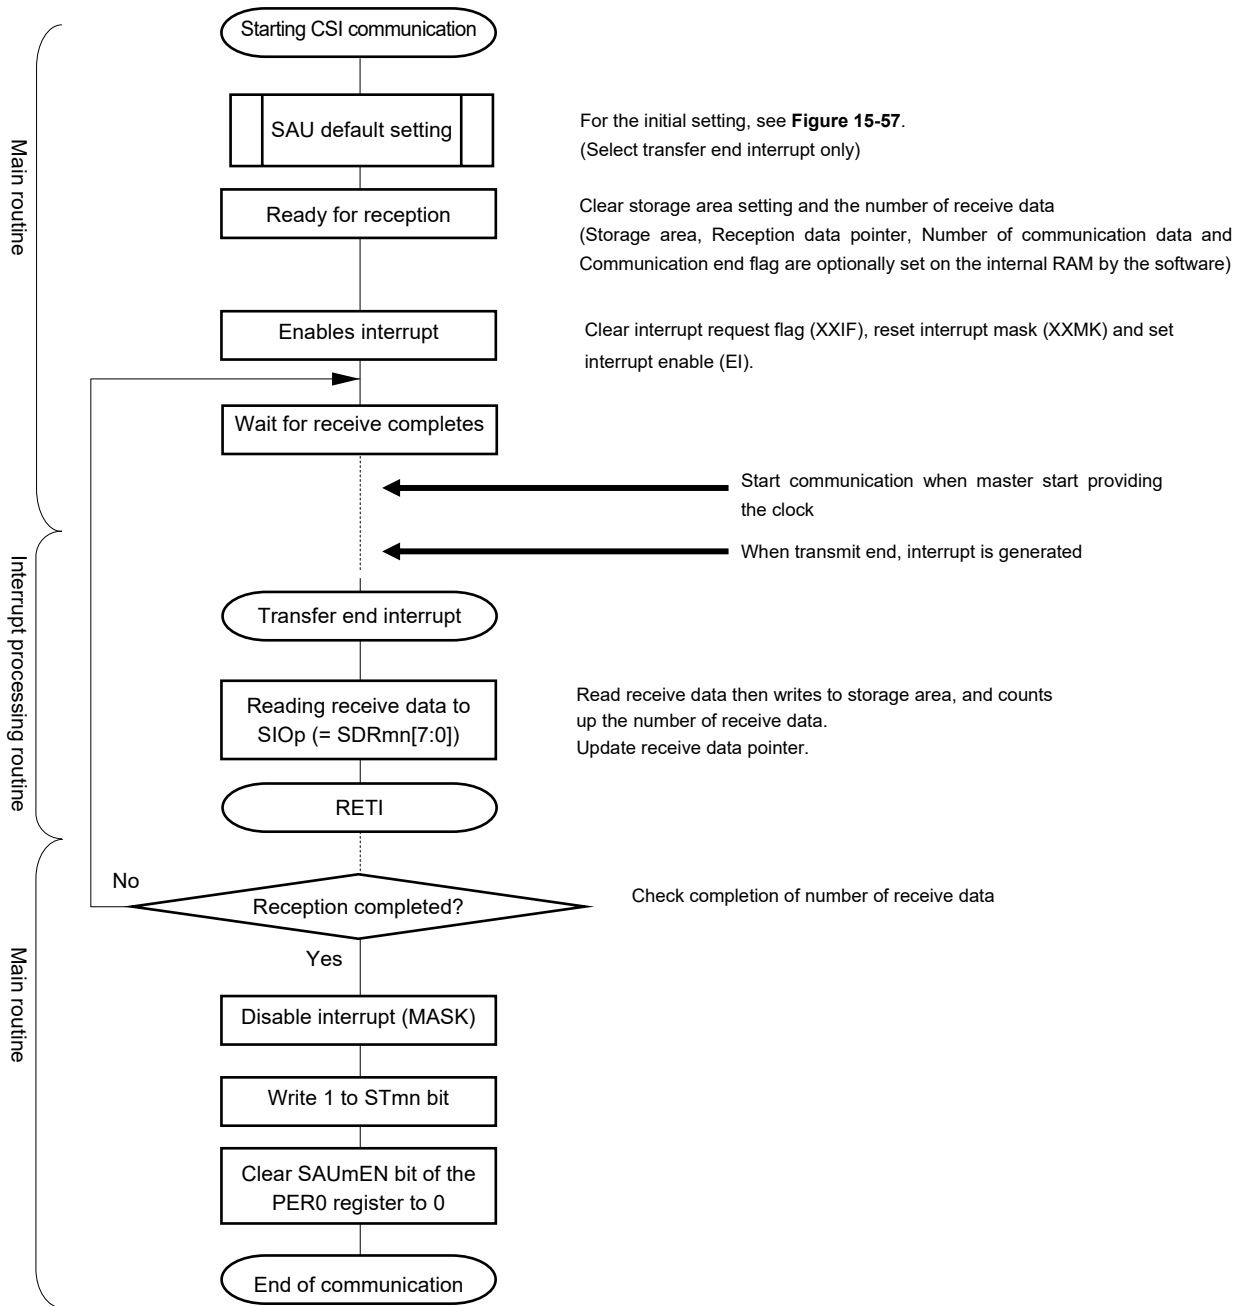 Starting CSI communication
Main routine
SAU default setting
For the initial setting, see Figure 15-57.
(Select transfer end interrupt only)
Ready for reception
Clear storage area setting and the number of receive data
(Storage area, Reception data pointer, Number of communication data and
Communication end flag are optionally set on the internal RAM by the software)
Enables interrupt
Clear interrupt request flag (XXIF), reset interrupt mask (XXMK) and set
interrupt enable (EI).
Wait for receive completes
Start communication when master start providing
the clock
When transmit end, interrupt is generated
Interrupt processing routine
Transfer end interrupt
Reading receive data to
SIOp (= SDRmn[7:0])
Read receive data then writes to storage area, and counts
up the number of receive data.
Update receive data pointer.
RETI
No
Reception completed?
Check completion of number of receive data
Yes
Main routine
Disable interrupt (MASK)
Write 1 to STmn bit
Clear SAUmEN bit of the
PER0 register to 0
End of communication